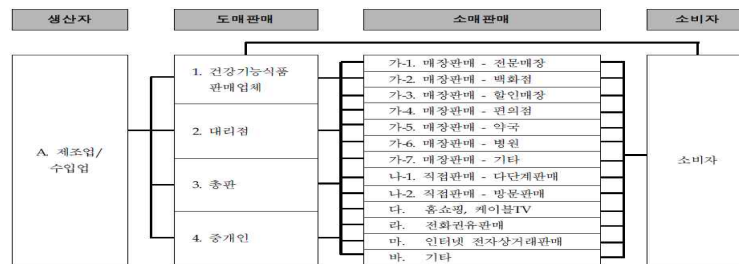 생산자
도매판매
소매판매
소비자
A. 제조업/
수입업
1. 건강기능식품
판매업체
2. 대리점
3. 총판
4. 중개인
가-1. 매장판매 - 전문매장
가-2. 매장판매 - 백화점
가-3. 매장판매 - 할인매장
가-4. 매장판매 - 편의점
가-5. 매장판매 - 약국
가-6. 매장판매 - 병원
가-7. 매장판매 - 기타
나-1. 직접판매 - 다단계판매
나-2. 직접판매 - 방문판매
다. 홈쇼핑, 케이블TV
라. 전화권유판매
마. 인터넷 전자상거래판매
바. 기타
소비자